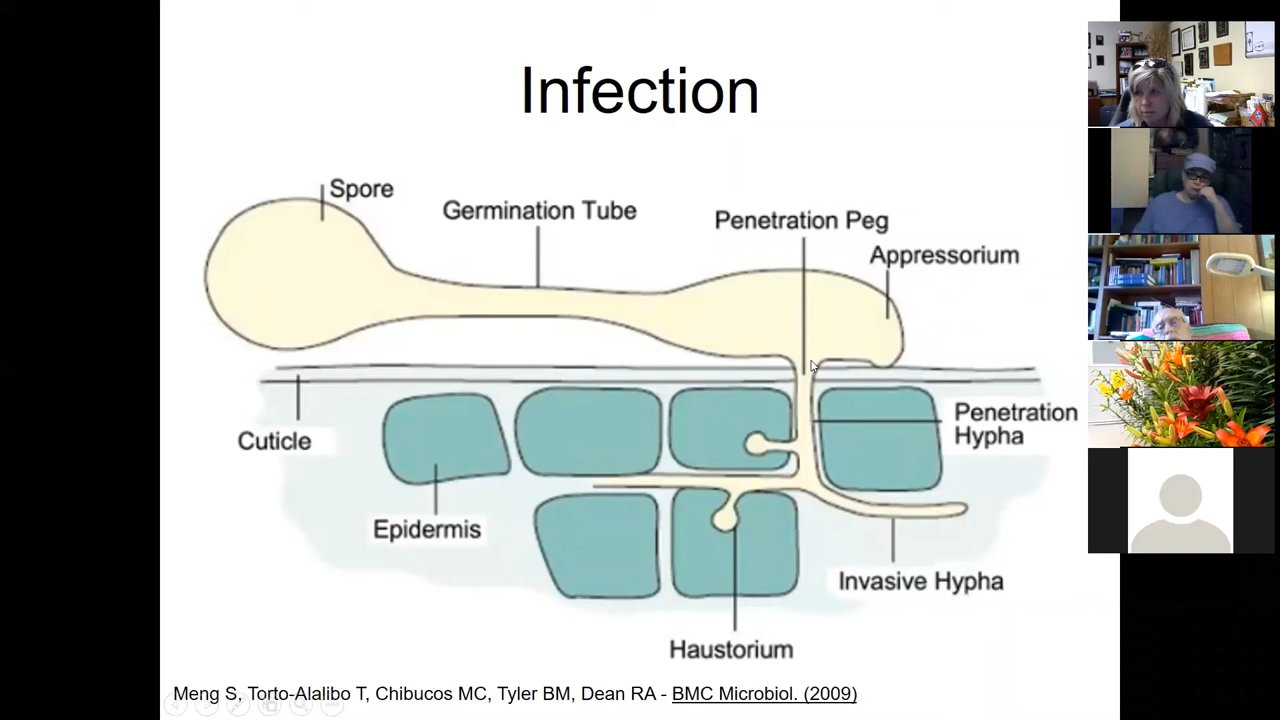 Infection
Spore
Germination Tube
Penetration Peg
Appressorium
Cuticle
Penetration
Hypha
Epidermis
Invasive Hypha
Haustorium
Meng S, Torto-Alalibo T, Chibucos MC, Tyler BM, Dean RA - BMC Microbiol. (2009)